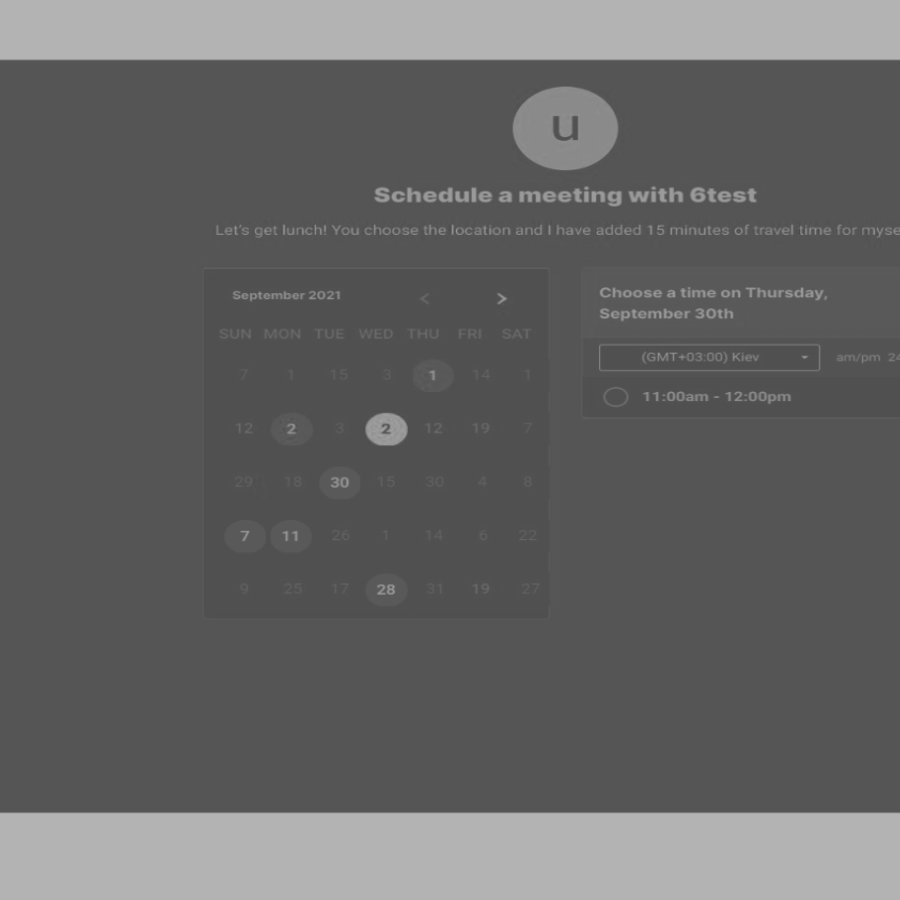 u
Schedule a meeting with 6test
Let's get lunch! You choose the location and I have added 15 minutes of travel time for myse
September 2021 < >
SUN MON TUE WED THU FRI SAT
7 1 15 3 1 14 1
12 2 3 2 12 19 7
29 18 30 15 30 4 8
7 11 26 1 14 6 22
9 25 17 28 31 19 27
Choose a time on Thursday,
September 30th
(GMT+03:00) Kiev
am/pm 24
11:00am - 12:00pm